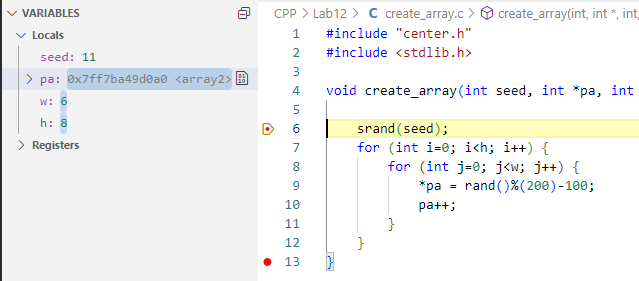 VARIABLES
Locals
seed: 11
pa: 0x7ff7ba49d0a0 <array2>
w: 6
h: 8
Registers
CPP > Lab12 > C create_array.c > create_array(int, int *, int,
1 #include "center.h"
2 #include <stdlib.h>
3
4 void create_array(int seed, int *pa, int
5
6 srand(seed);
7 for (int i=0; i<h; i++) {
8 for (int j=0; j<w; j++) {
9 *pa = rand()%(200)-100;
10 pa++;
11 }
12 }
13 }